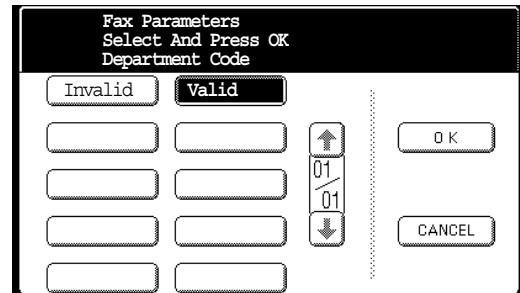 Fax Parameters
Select And Press OK
Department Code
Invalid Valid
OK
01
01
CANCEL